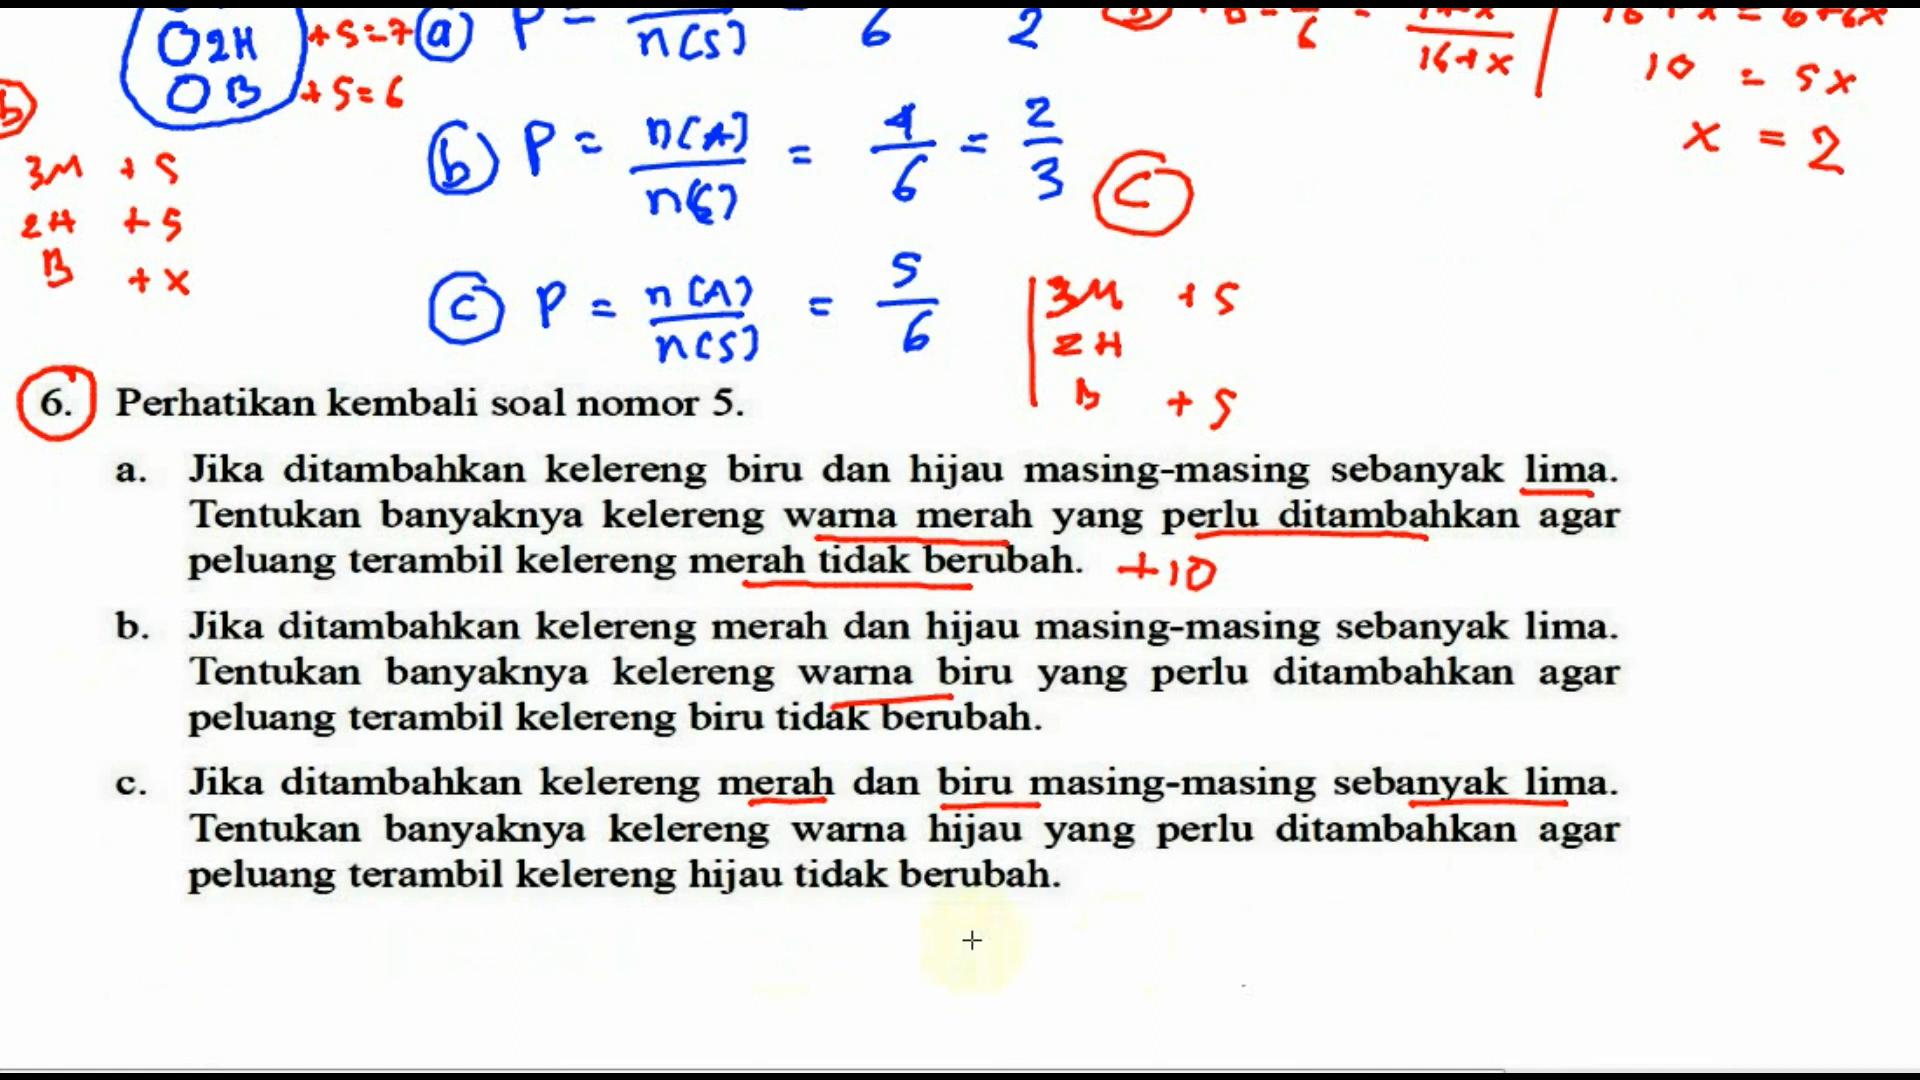 O 2H + 5 = 7 (a) P = n(S) 6 2
O B + 5 = 6
16 + x 10 = 5x
x = 2
b
3M + 5
2H + 5
B + x
(b) P = n(A) / n(S) = 4/6 = 2/3 (c)
(c) P = n(A) / n(S) = 5/6
3M + 5
2H
B + 5
6. Perhatikan kembali soal nomor 5.
a. Jika ditambahkan kelereng biru dan hijau masing-masing sebanyak lima.
Tentukan banyaknya kelereng warna merah yang perlu ditambahkan agar
peluang terambil kelereng merah tidak berubah. +10
b. Jika ditambahkan kelereng merah dan hijau masing-masing sebanyak lima.
Tentukan banyaknya kelereng warna biru yang perlu ditambahkan agar
peluang terambil kelereng biru tidak berubah.
c. Jika ditambahkan kelereng merah dan biru masing-masing sebanyak lima.
Tentukan banyaknya kelereng warna hijau yang perlu ditambahkan agar
peluang terambil kelereng hijau tidak berubah.